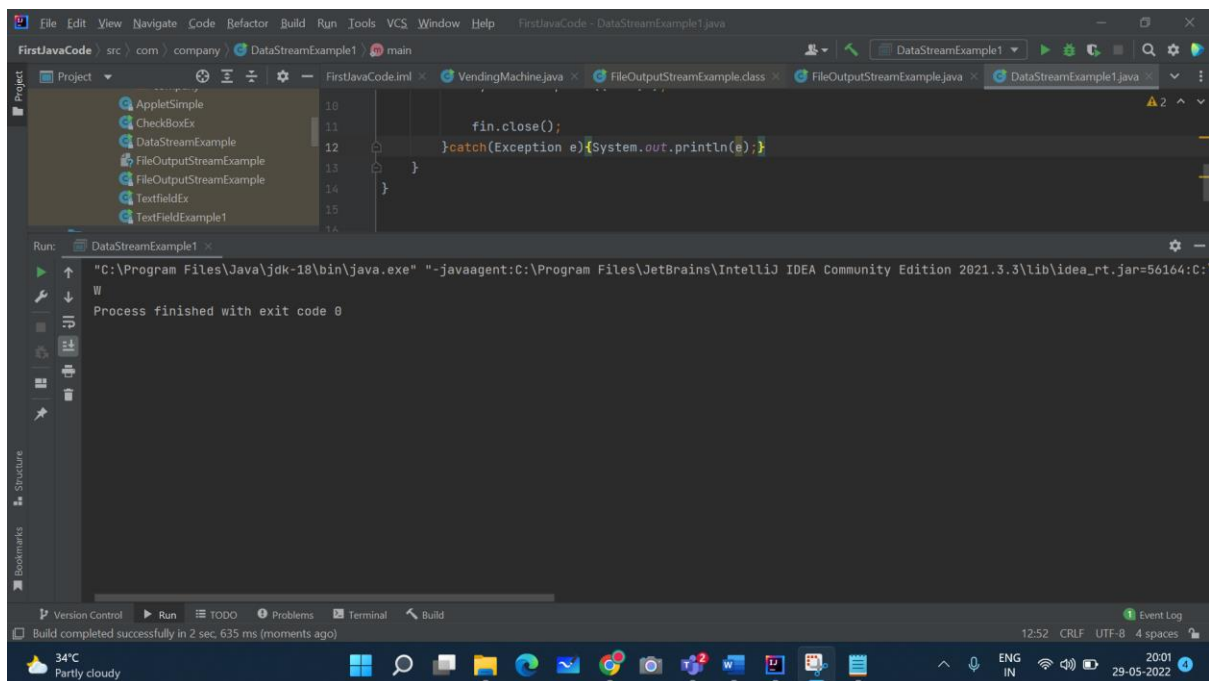 File Edit View Navigate Code Refactor Build Run Tools VCS Window Help FirstJavaCode - DataStreamExample1.java
FirstJavaCode src com company DataStreamExample1 main DataStreamExample1
Project Project FirstJavaCode.iml VendingMachine.java FileOutputStreamExample.class FileOutputStreamExample.java DataStreamExample1.java
AppletSimple
CheckBoxEx
DataStreamExample
FileOutputStreamExample
FileOutputStreamExample
TextfieldEx
TextFieldExample1
10
11 fin.close();
12 }catch(Exception e){System.out.println(e);}
13 }
14 }
15
16
2
Run: DataStreamExample1
"C:\Program Files\Java\jdk-18\bin\java.exe" "-javaagent:C:\Program Files\JetBrains\IntelliJ IDEA Community Edition 2021.3.3\lib\idea_rt.jar=56164:C:
W
Process finished with exit code 0
Structure
Bookmarks
Version Control Run TODO Problems Terminal Build 1 Event Log
Build completed successfully in 2 sec, 635 ms (moments ago) 12:52 CRLF UTF-8 4 spaces
34°C
Partly cloudy
2
ENG
IN
20:01
29-05-2022
4